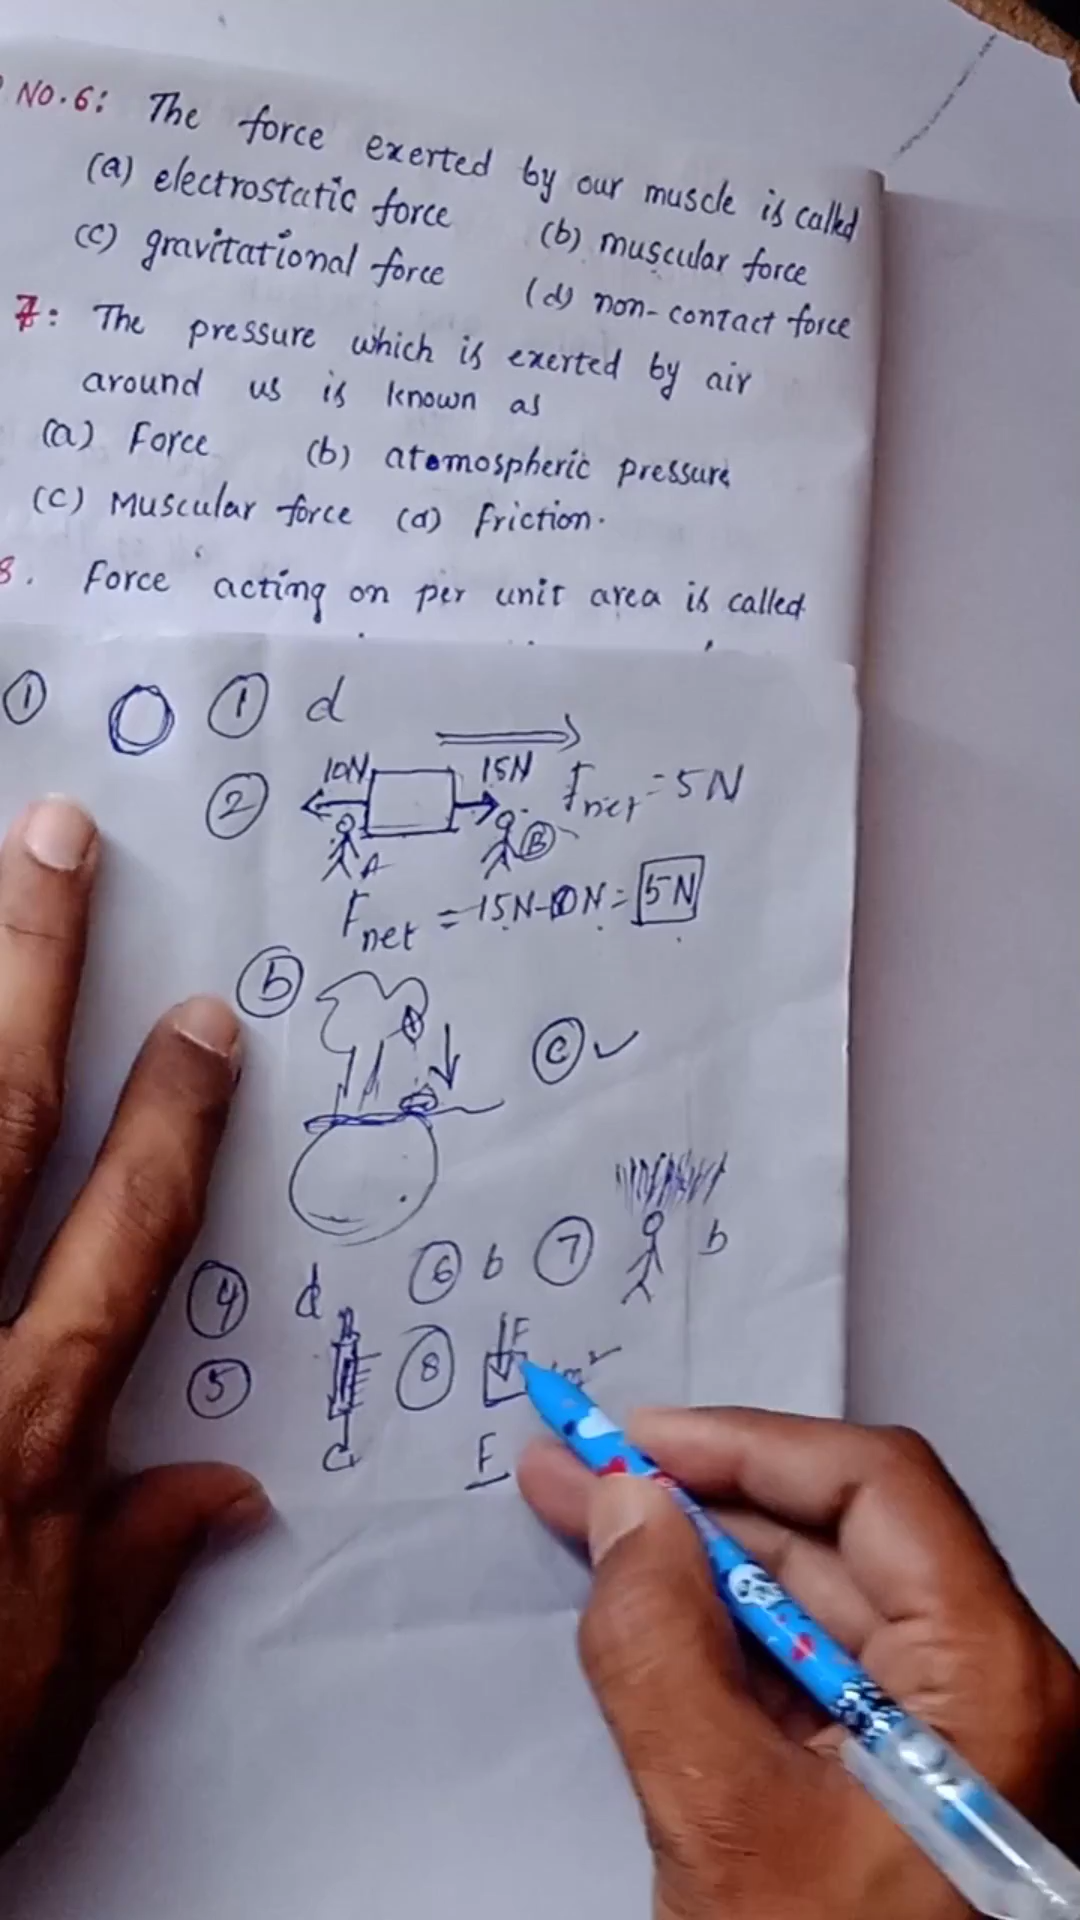 No.6: The force exerted by our muscle is called
(a) electrostatic force (b) muscular force
(c) gravitational force (d) non-contact force
7: The pressure which is exerted by air
around us is known as
(a) Force (b) atomospheric pressure
(c) Muscular force (d) Friction.
8. Force acting on per unit area is called
① ① d
② 10N 15N Fnet = 5N
A B
Fnet = 15N-10N = 5N
b
c ✓
④ d ⑥ b ⑦ b
⑤ ⑧ F m²
F